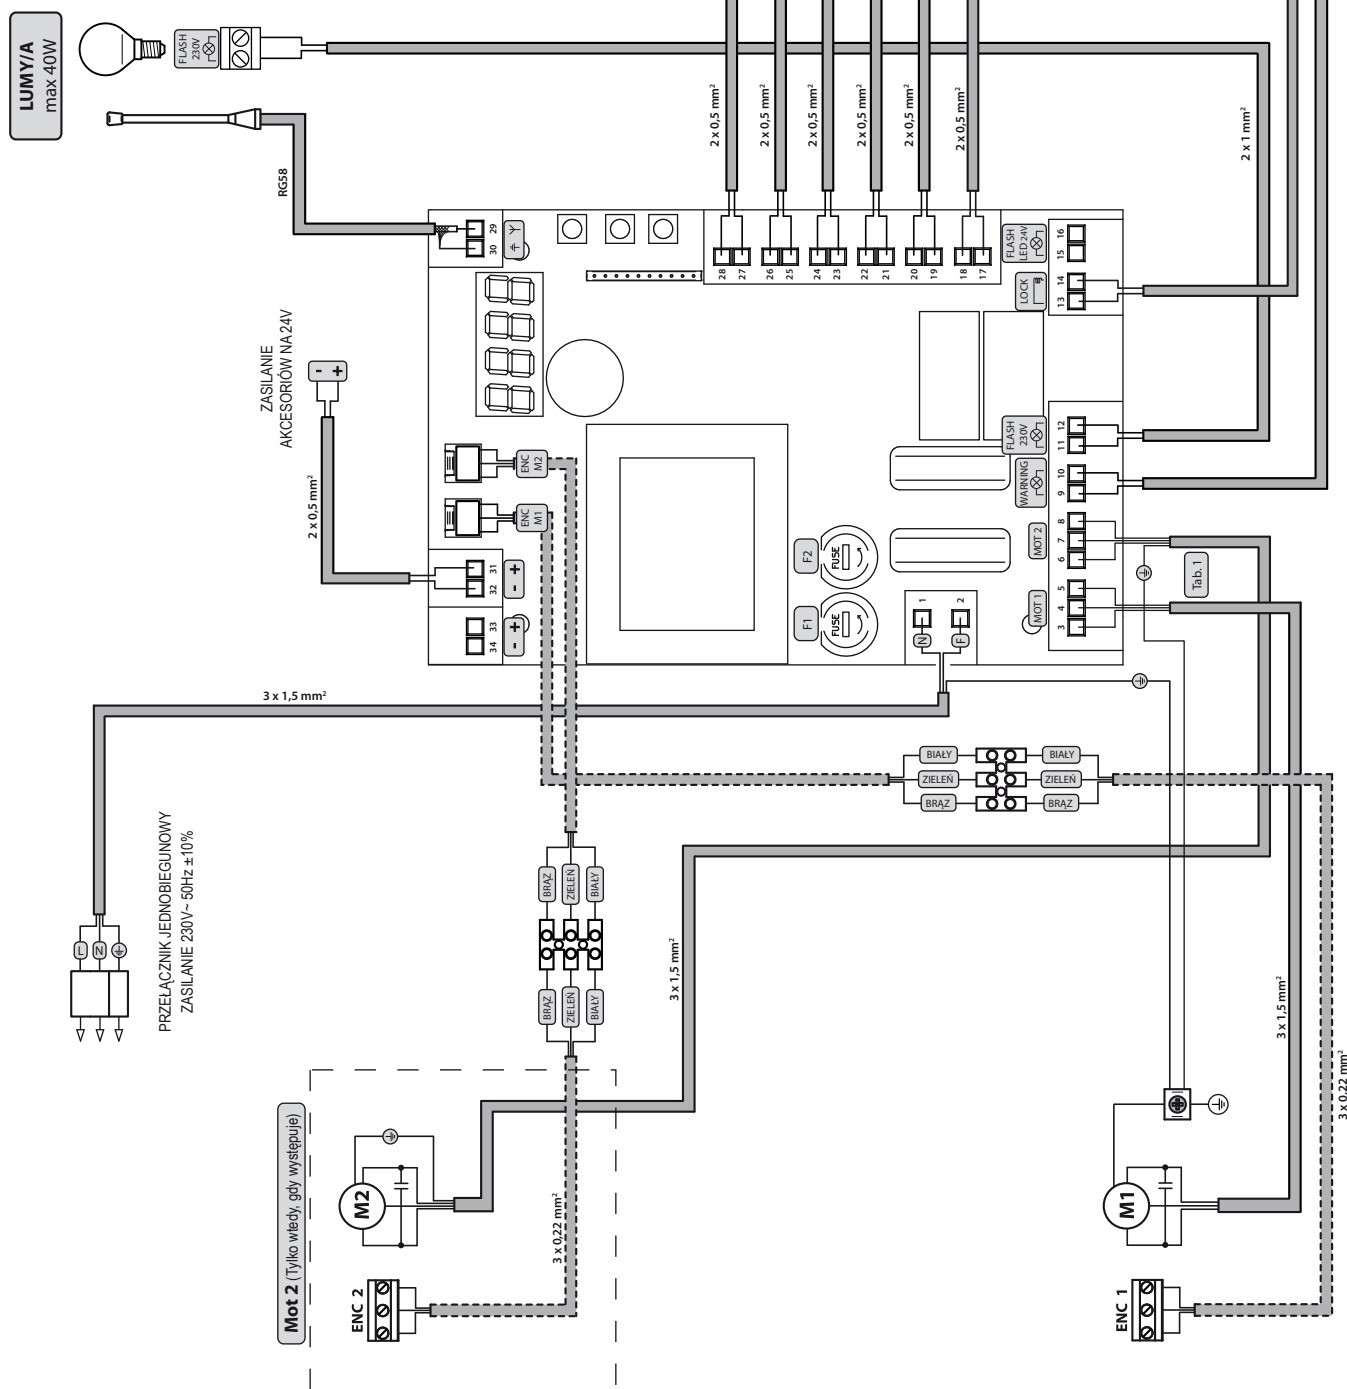 LUMY/A
max 40W
FLASH
230V
RG58
2 x 0,5 mm²
2 x 0,5 mm²
2 x 0,5 mm²
2 x 0,5 mm²
2 x 0,5 mm²
2 x 0,5 mm²
2 x 1 mm²
29
30
28
27
26
25
24
23
22
21
20
19
18
17
FLASH
LED 24V
16
15
LOCK
14
13
ZASILANIE
AKCESORIÓW NA 24V
- +
2 x 0,5 mm²
ENC
M2
ENC
M1
31
32
- +
33
34
- +
FLASH
230V
12
11
WARNING
10
9
MOT 2
8
7
6
MOT 1
5
4
3
F2
FUSE
F1
FUSE
1
2
N
F
Tab. 1
3 x 1,5 mm²
BIAŁY
ZIELEŃ
BRĄZ
BIAŁY
ZIELEŃ
BRĄZ
PRZEŁĄCZNIK JEDNOBIEGUNOWY
ZASILANIE 230V~ 50Hz ±10%
L
N
BRĄZ
ZIELEŃ
BIAŁY
BRĄZ
ZIELEŃ
BIAŁY
3 x 1,5 mm²
3 x 1,5 mm²
3 x 0,22 mm²
Mot 2 (Tylko wtedy, gdy występuje)
M2
3 x 0,22 mm²
ENC 2
M1
ENC 1